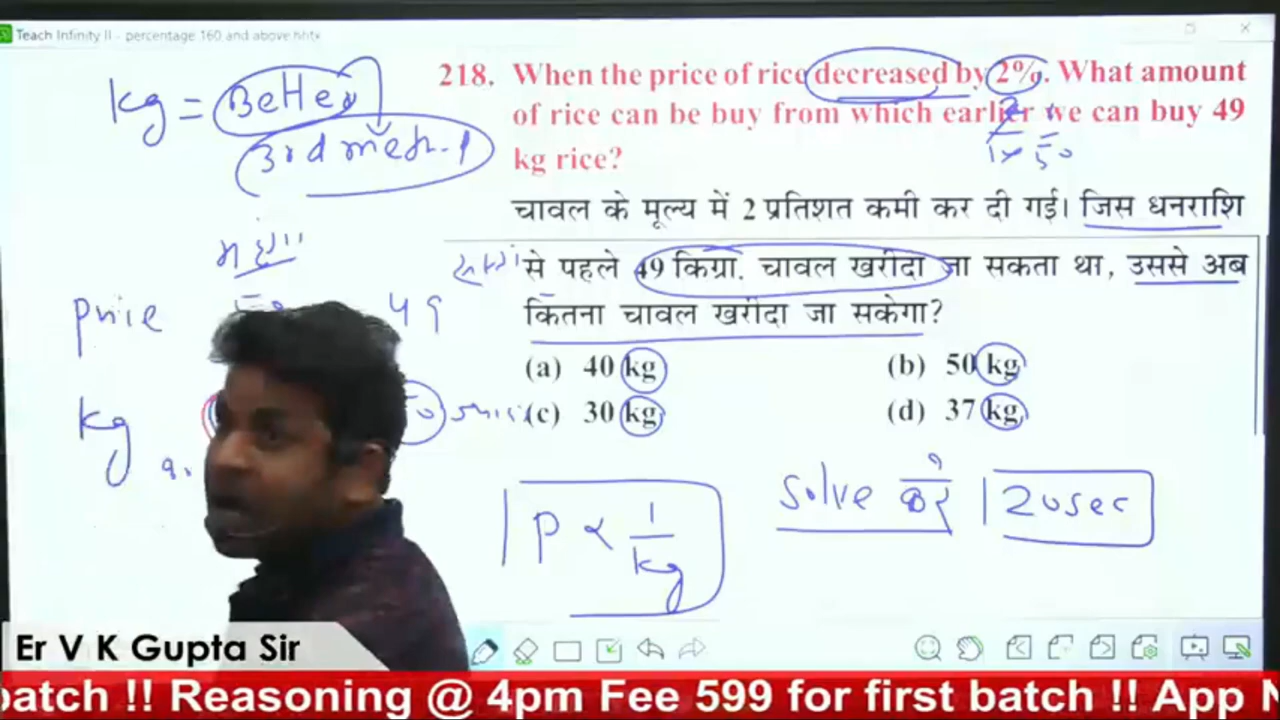 Teach Infinity II - percentage 160 and above hhtx
218. When the price of rice decreased by 2%. What amount
of rice can be buy from which earlier we can buy 49
kg rice?
चावल के मूल्य में 2 प्रतिशत कमी कर दी गई। जिस धनराशि
से पहले 49 किग्रा. चावल खरीदा जा सकता था, उससे अब
कितना चावल खरीदा जा सकेगा?
(a) 40 kg (b) 50 kg
(c) 30 kg (d) 37 kg
kg = Better
3rd meth.
2
50
price 49
kg
P ∝ 1/kg
Solve करें 20sec
Er V K Gupta Sir
batch !! Reasoning @ 4pm Fee 599 for first batch !! App N